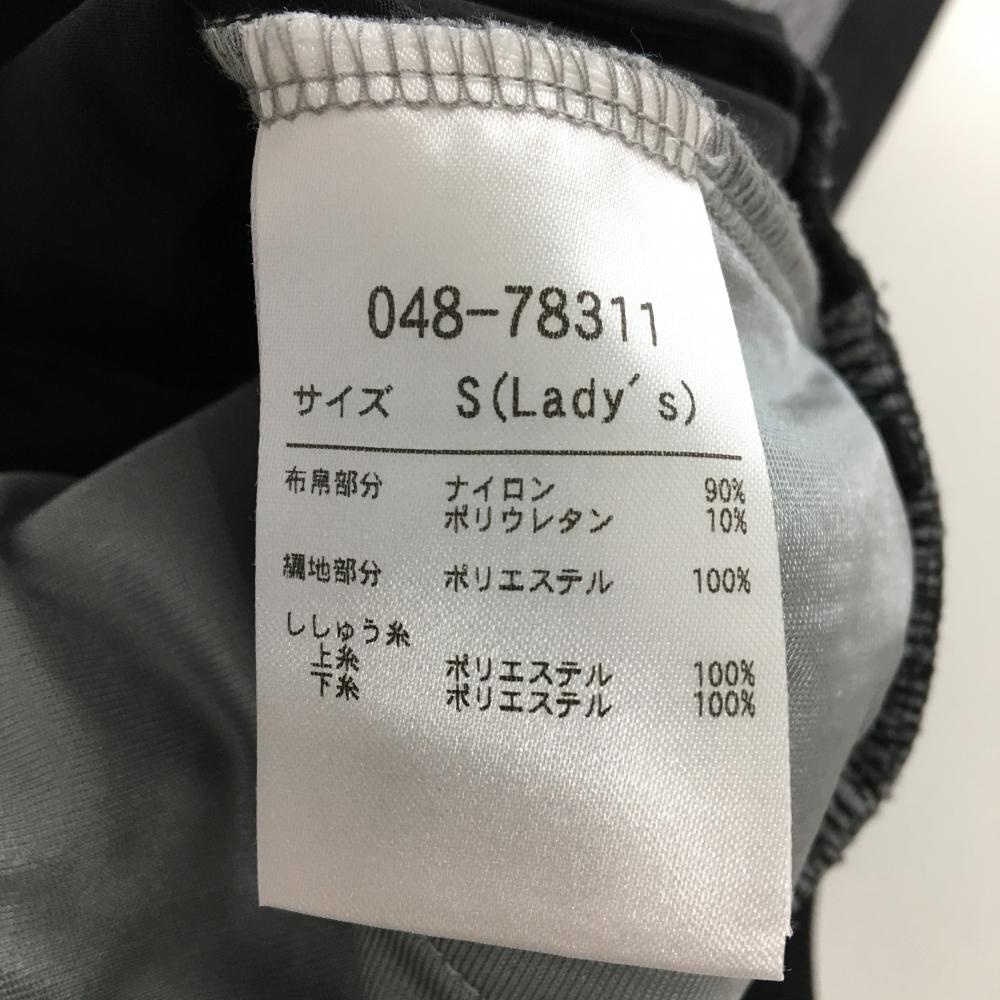 048-78311
サイズ S(Lady's)
布帛部分 ナイロン 90%
ポリウレタン 10%
編地部分 ポリエステル 100%
ししゅう糸
上糸 ポリエステル 100%
下糸 ポリエステル 100%